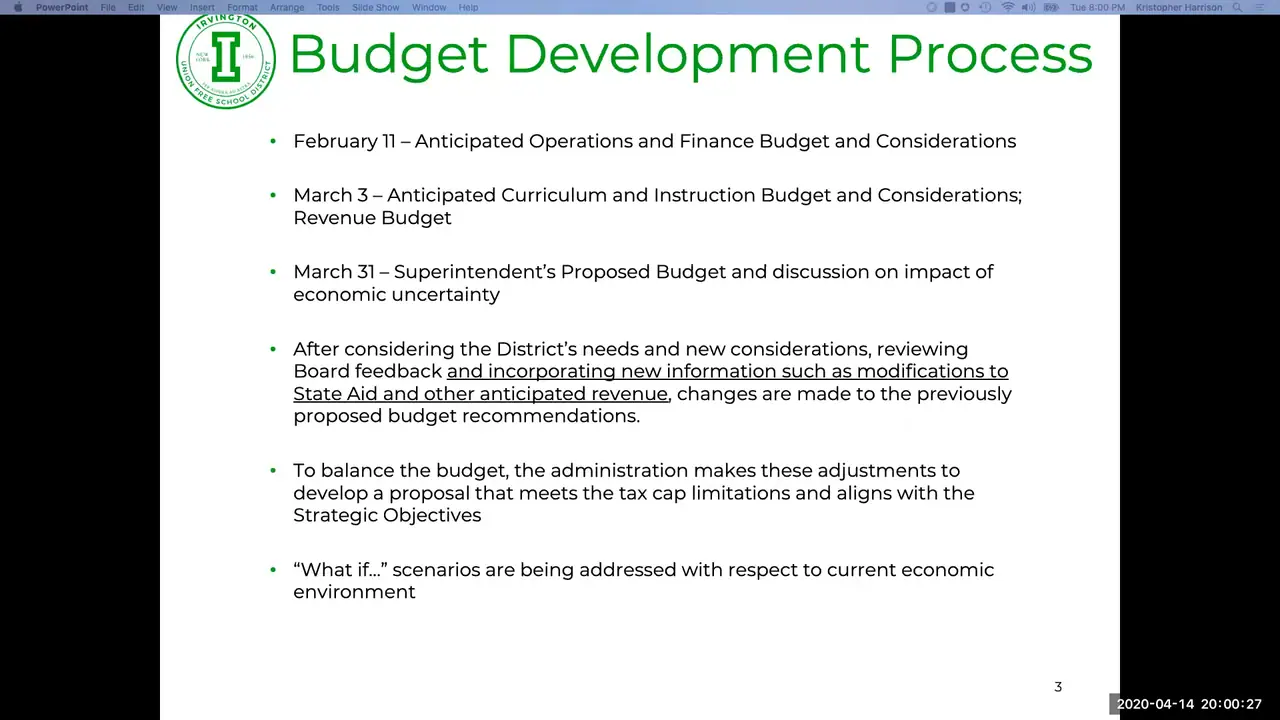 PowerPoint File Edit View Insert Format Arrange Tools Slide Show Window Help Tue 8:00 PM Kristopher Harrison
IRVINGTON
NEW YORK 1956
UNION FREE SCHOOL DISTRICT
I
Budget Development Process
• February 11 – Anticipated Operations and Finance Budget and Considerations
• March 3 – Anticipated Curriculum and Instruction Budget and Considerations;
Revenue Budget
• March 31 – Superintendent’s Proposed Budget and discussion on impact of
economic uncertainty
• After considering the District’s needs and new considerations, reviewing
Board feedback and incorporating new information such as modifications to
State Aid and other anticipated revenue, changes are made to the previously
proposed budget recommendations.
• To balance the budget, the administration makes these adjustments to
develop a proposal that meets the tax cap limitations and aligns with the
Strategic Objectives
• “What if…” scenarios are being addressed with respect to current economic
environment
3
2020-04-14 20:00:27